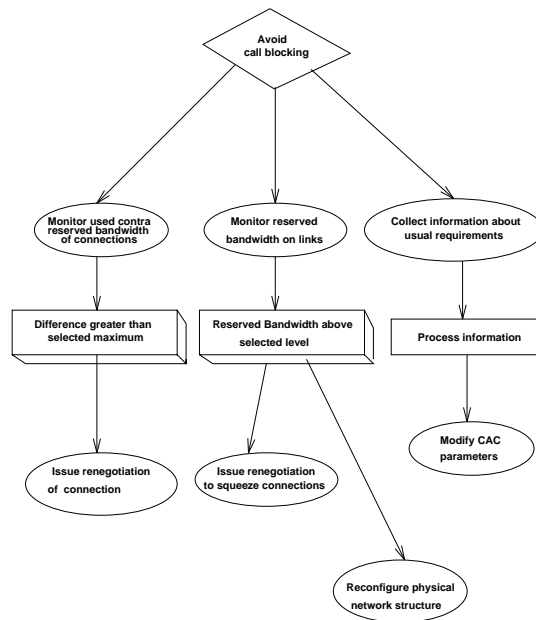 Avoid
call blocking
Monitor used contra
reserved bandwidth
of connections
Monitor reserved
bandwidth on links
Collect information about
usual requirements
Difference greater than
selected maximum
Reserved Bandwidth above
selected level
Process information
Issue renegotiation
of connection
Issue renegotiation
to squeeze connections
Modify CAC
parameters
Reconfigure physical
network structure